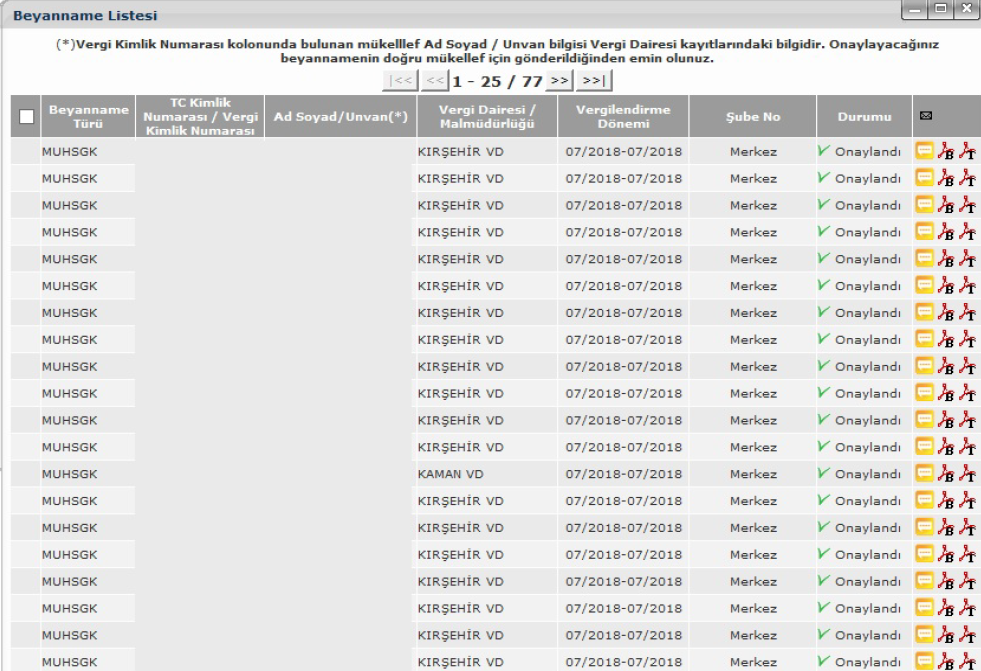 Beyanname Listesi
(*)Vergi Kimlik Numarası kolonunda bulunan mükelllef Ad Soyad / Unvan bilgisi Vergi Dairesi kayıtlarındaki bilgidir. Onaylayacağınız
beyannamenin doğru mükellef için gönderildiğinden emin olunuz.
|<< << 1 - 25 / 77 >> >>|
Beyanname Türü TC Kimlik Numarası / Vergi Kimlik Numarası Ad Soyad/Unvan(*) Vergi Dairesi / Malmüdürlüğü Vergilendirme Dönemi Şube No Durumu
MUHSGK KIRŞEHİR VD 07/2018-07/2018 Merkez Onaylandı B T
MUHSGK KIRŞEHİR VD 07/2018-07/2018 Merkez Onaylandı B T
MUHSGK KIRŞEHİR VD 07/2018-07/2018 Merkez Onaylandı B T
MUHSGK KIRŞEHİR VD 07/2018-07/2018 Merkez Onaylandı B T
MUHSGK KIRŞEHİR VD 07/2018-07/2018 Merkez Onaylandı B T
MUHSGK KIRŞEHİR VD 07/2018-07/2018 Merkez Onaylandı B T
MUHSGK KIRŞEHİR VD 07/2018-07/2018 Merkez Onaylandı B T
MUHSGK KIRŞEHİR VD 07/2018-07/2018 Merkez Onaylandı B T
MUHSGK KIRŞEHİR VD 07/2018-07/2018 Merkez Onaylandı B T
MUHSGK KIRŞEHİR VD 07/2018-07/2018 Merkez Onaylandı B T
MUHSGK KIRŞEHİR VD 07/2018-07/2018 Merkez Onaylandı B T
MUHSGK KIRŞEHİR VD 07/2018-07/2018 Merkez Onaylandı B T
MUHSGK KAMAN VD 07/2018-07/2018 Merkez Onaylandı B T
MUHSGK KIRŞEHİR VD 07/2018-07/2018 Merkez Onaylandı B T
MUHSGK KIRŞEHİR VD 07/2018-07/2018 Merkez Onaylandı B T
MUHSGK KIRŞEHİR VD 07/2018-07/2018 Merkez Onaylandı B T
MUHSGK KIRŞEHİR VD 07/2018-07/2018 Merkez Onaylandı B T
MUHSGK KIRŞEHİR VD 07/2018-07/2018 Merkez Onaylandı B T
MUHSGK KIRŞEHİR VD 07/2018-07/2018 Merkez Onaylandı B T
MUHSGK KIRŞEHİR VD 07/2018-07/2018 Merkez Onaylandı B T